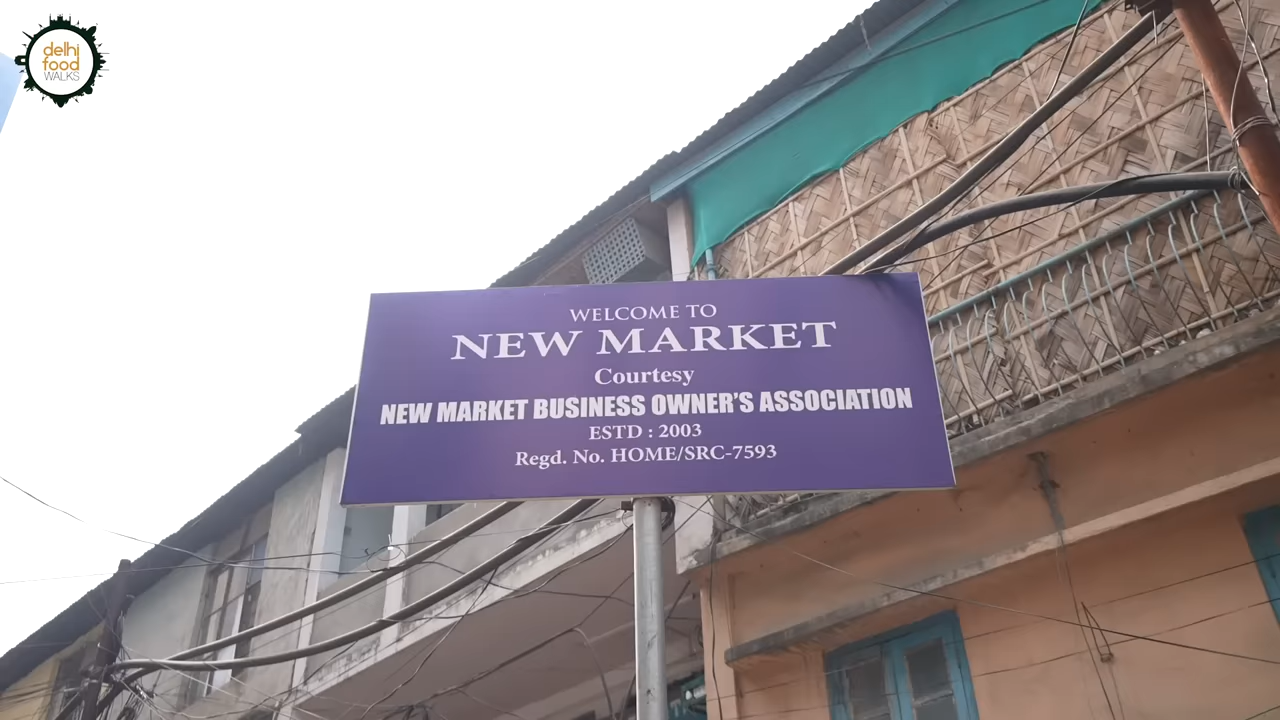 delhi
food
WALKS
WELCOME TO
NEW MARKET
Courtesy
NEW MARKET BUSINESS OWNER'S ASSOCIATION
ESTD : 2003
Regd. No. HOME/SRC-7593